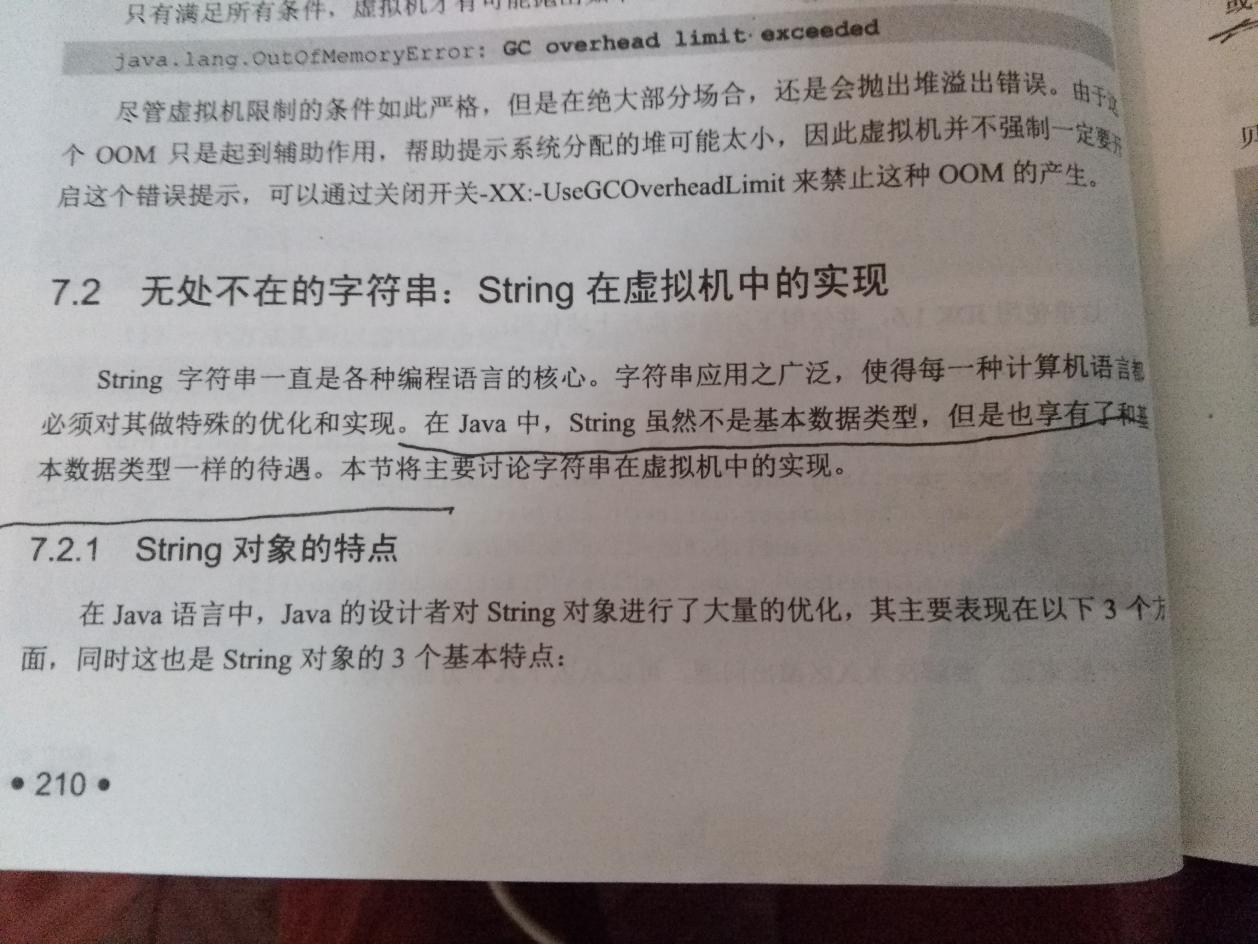 只有满足所有条件，虚拟机才有可能抛出如
java.lang.OutOfMemoryError: GC overhead limit exceeded
尽管虚拟机限制的条件如此严格，但是在绝大部分场合，还是会抛出堆溢出错误。由于这
个 OOM 只是起到辅助作用，帮助提示系统分配的堆可能太小，因此虚拟机并不强制一定要开
启这个错误提示，可以通过关闭开关-XX:-UseGCOverheadLimit 来禁止这种 OOM 的产生。
7.2 无处不在的字符串：String 在虚拟机中的实现
String 字符串一直是各种编程语言的核心。字符串应用之广泛，使得每一种计算机语言都
必须对其做特殊的优化和实现。在 Java 中，String 虽然不是基本数据类型，但是也享有了和基
本数据类型一样的待遇。本节将主要讨论字符串在虚拟机中的实现。
7.2.1 String 对象的特点
在 Java 语言中，Java 的设计者对 String 对象进行了大量的优化，其主要表现在以下 3 个方
面，同时这也是 String 对象的 3 个基本特点：
• 210 •